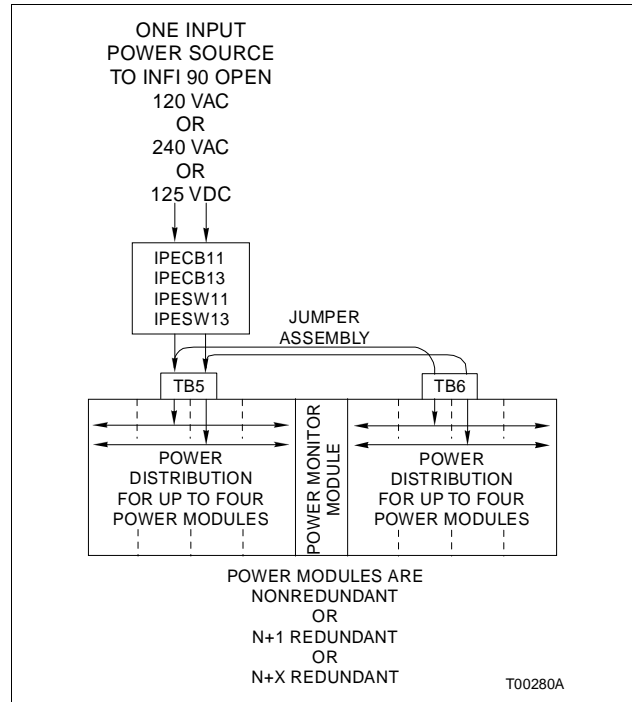 ONE INPUT
POWER SOURCE
TO INFI 90 OPEN
120 VAC
OR
240 VAC
OR
125 VDC
IPECB11
IPECB13
IPESW11
IPESW13
JUMPER
ASSEMBLY
TB5
TB6
POWER
DISTRIBUTION
FOR UP TO FOUR
POWER MODULES
POWER MONITOR
MODULE
POWER
DISTRIBUTION
FOR UP TO FOUR
POWER MODULES
POWER MODULES ARE
NONREDUNDANT
OR
N+1 REDUNDANT
OR
N+X REDUNDANT
T00280A